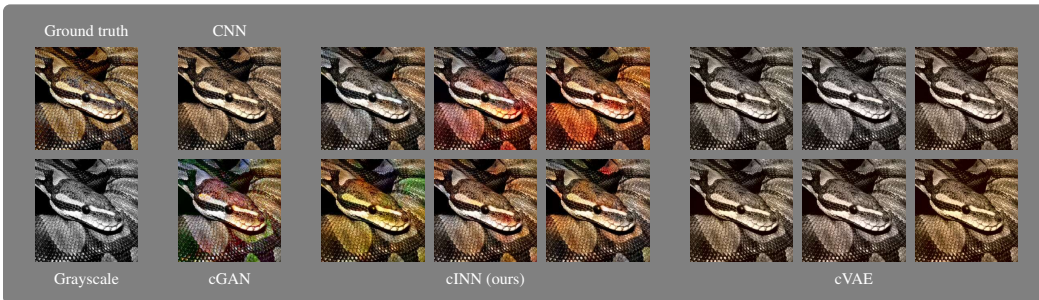 Ground truth
CNN
Grayscale
cGAN
cINN (ours)
cVAE